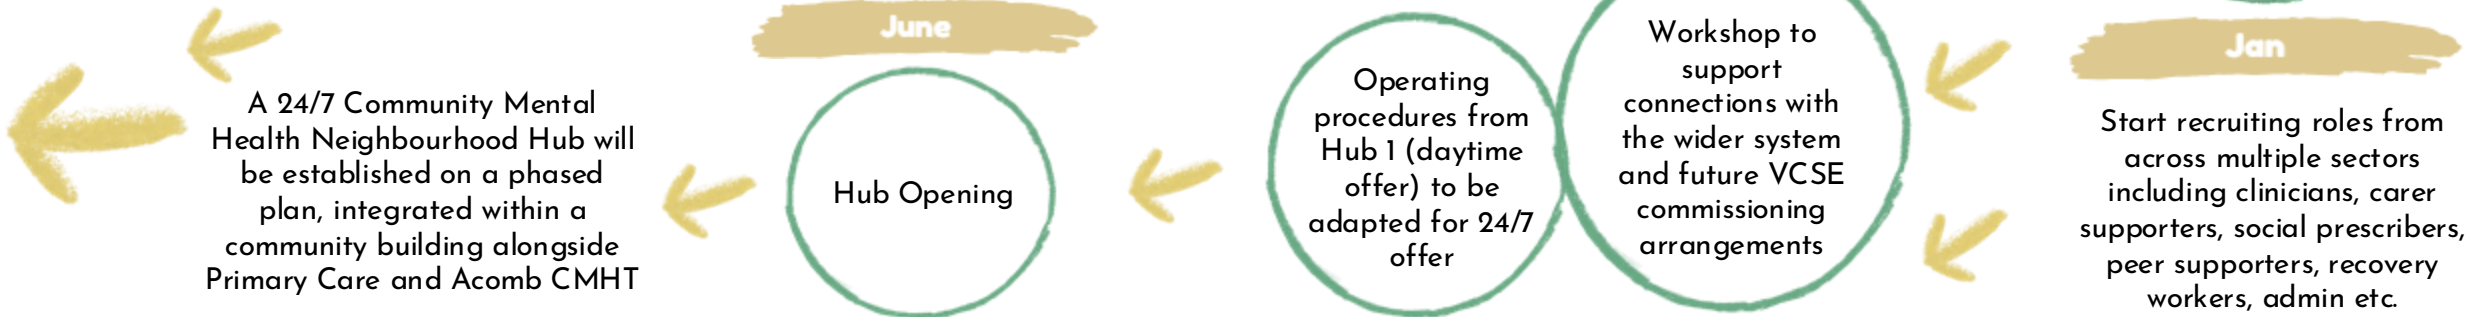 June
Jan
A 24/7 Community Mental
Health Neighbourhood Hub will
be established on a phased
plan, integrated within a
community building alongside
Primary Care and Acomb CMHT
Hub Opening
Operating
procedures from
Hub 1 (daytime
offer) to be
adapted for 24/7
offer
Workshop to
support
connections with
the wider system
and future VCSE
commissioning
arrangements
Start recruiting roles from
across multiple sectors
including clinicians, carer
supporters, social prescribers,
peer supporters, recovery
workers, admin etc.